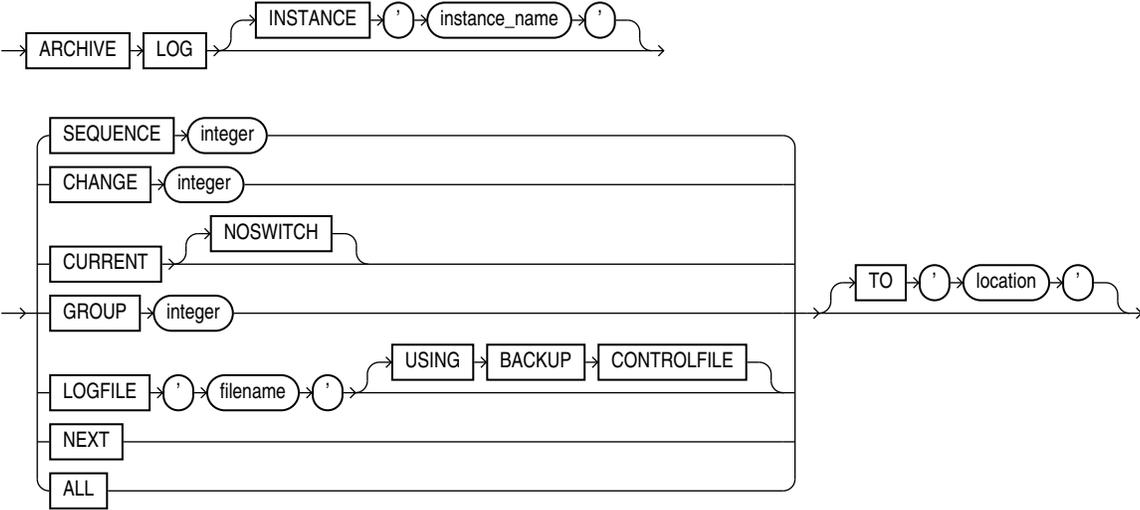 ARCHIVE LOG INSTANCE ' instance_name '
SEQUENCE integer
CHANGE integer
CURRENT NOSWITCH
GROUP integer
TO ' location '
LOGFILE ' filename ' USING BACKUP CONTROLFILE
NEXT
ALL